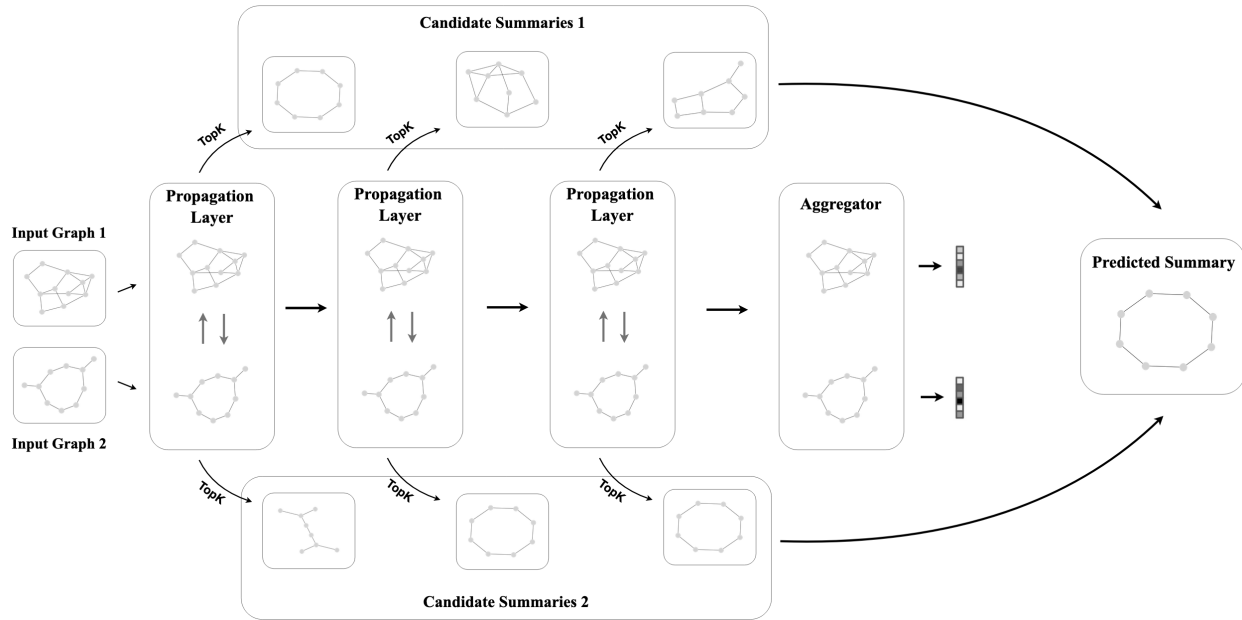 Candidate Summaries 1
TopK
TopK
TopK
Propagation
Layer
Propagation
Layer
Propagation
Layer
Aggregator
Input Graph 1
Input Graph 2
Predicted Summary
TopK
TopK
TopK
Candidate Summaries 2